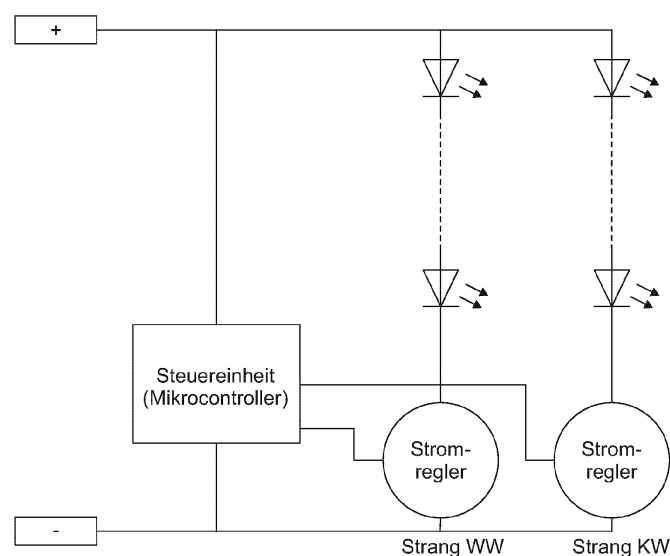 +
Steuereinheit
(Mikrocontroller)
Strom-
regler
Strom-
regler
-
Strang WW
Strang KW